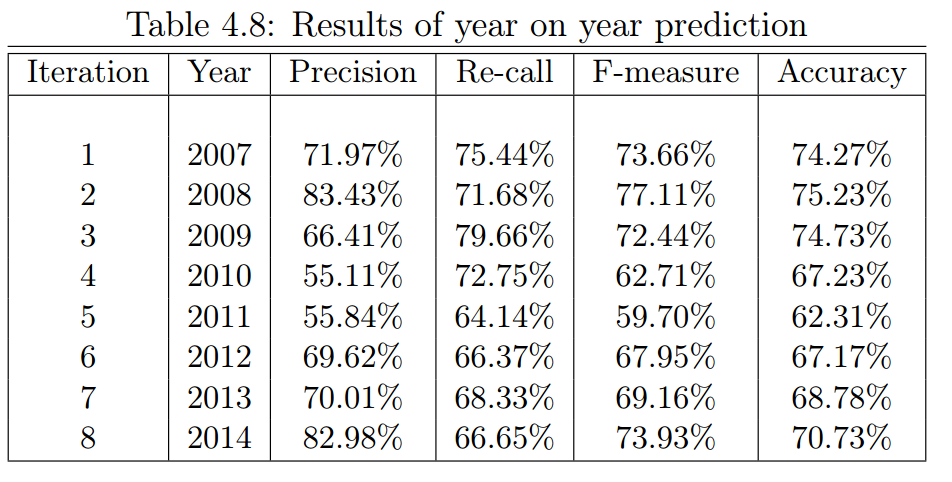 Table 4.8: Results of year on year prediction
Iteration Year Precision Re-call F-measure Accuracy
1 2007 71.97% 75.44% 73.66% 74.27%
2 2008 83.43% 71.68% 77.11% 75.23%
3 2009 66.41% 79.66% 72.44% 74.73%
4 2010 55.11% 72.75% 62.71% 67.23%
5 2011 55.84% 64.14% 59.70% 62.31%
6 2012 69.62% 66.37% 67.95% 67.17%
7 2013 70.01% 68.33% 69.16% 68.78%
8 2014 82.98% 66.65% 73.93% 70.73%